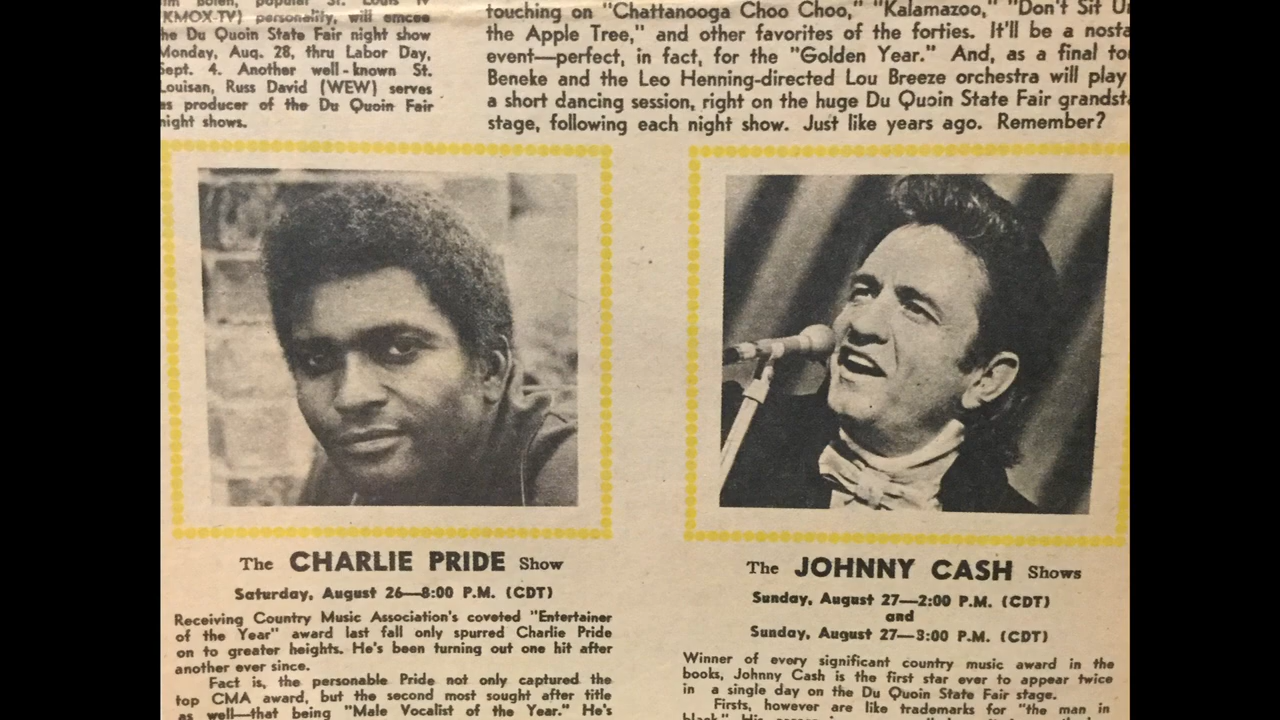 Jim Bolen, popular St. Louis TV
(KMOX-TV) personality, will emcee
the Du Quoin State Fair night show
Monday, Aug. 28, thru Labor Day,
Sept. 4. Another well-known St.
Louisan, Russ David (WEW) serves
as producer of the Du Quoin Fair
night shows.
touching on "Chattanooga Choo Choo," "Kalamazoo," "Don't Sit U
the Apple Tree," and other favorites of the forties. It'll be a nosta
event—perfect, in fact, for the "Golden Year." And, as a final to
Beneke and the Leo Henning-directed Lou Breeze orchestra will play
a short dancing session, right on the huge Du Quoin State Fair grandst
stage, following each night show. Just like years ago. Remember?
The CHARLIE PRIDE Show
Saturday, August 26—8:00 P.M. (CDT)
Receiving Country Music Association's coveted "Entertainer
of the Year" award last fall only spurred Charlie Pride
on to greater heights. He's been turning out one hit after
another ever since.
Fact is, the personable Pride not only captured the
top CMA award, but the second most sought after title
as well—that being "Male Vocalist of the Year." He's
The JOHNNY CASH Shows
Sunday, August 27—2:00 P.M. (CDT)
and
Sunday, August 27—8:00 P.M. (CDT)
Winner of every significant country music award in the
books, Johnny Cash is the first star ever to appear twice
in a single day on the Du Quoin State Fair stage.
Firsts, however are like trademarks for "the man in
black." His